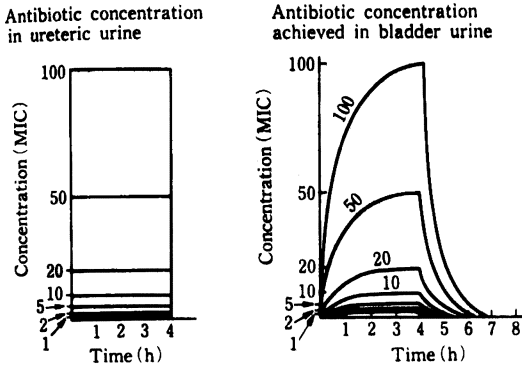 Antibiotic concentration
in ureteric urine
Concentration (MIC)
100
50
20
10
5
2
1
1 2 3 4
Time (h)
Antibiotic concentration
achieved in bladder urine
Concentration (MIC)
100
50
20
10
5
2
1
100
50
20
10
1 2 3 4 5 6 7 8
Time (h)